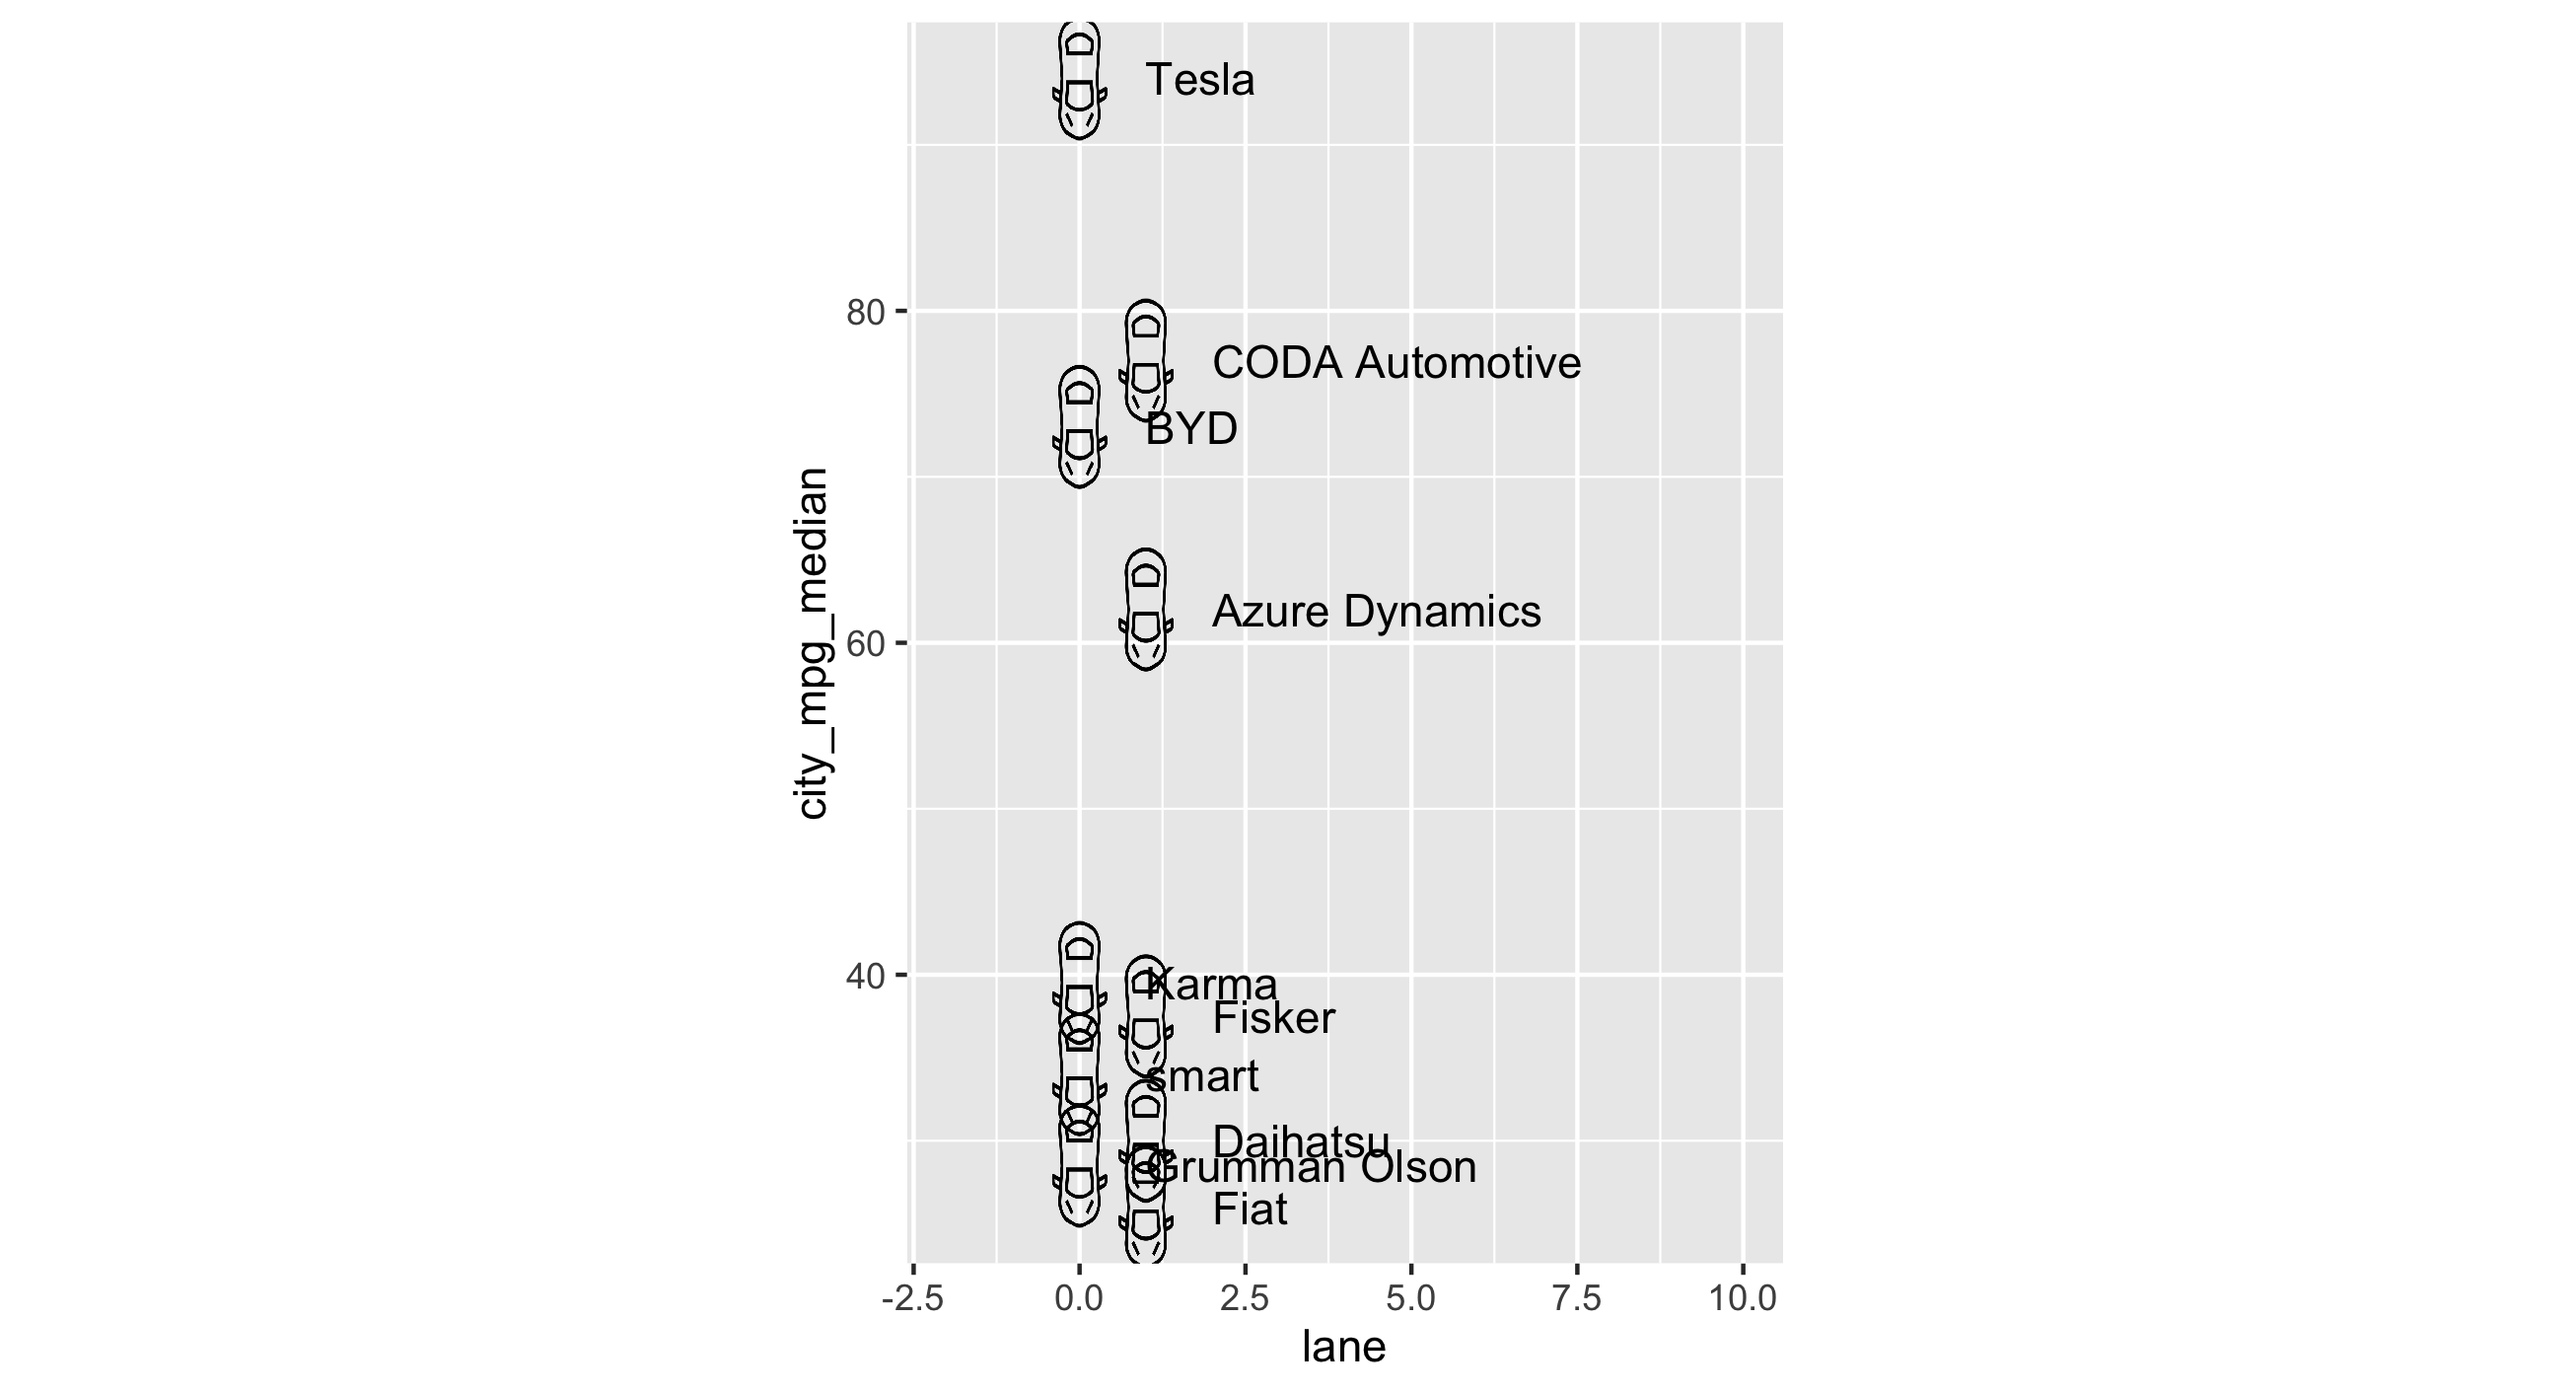 Tesla
80
CODA Automotive
BYD
Azure Dynamics
60
city_mpg_median
40
Karma
Fisker
smart
Daihatsu
Grumman Olson
Fiat
-2.5 0.0 2.5 5.0 7.5 10.0
lane